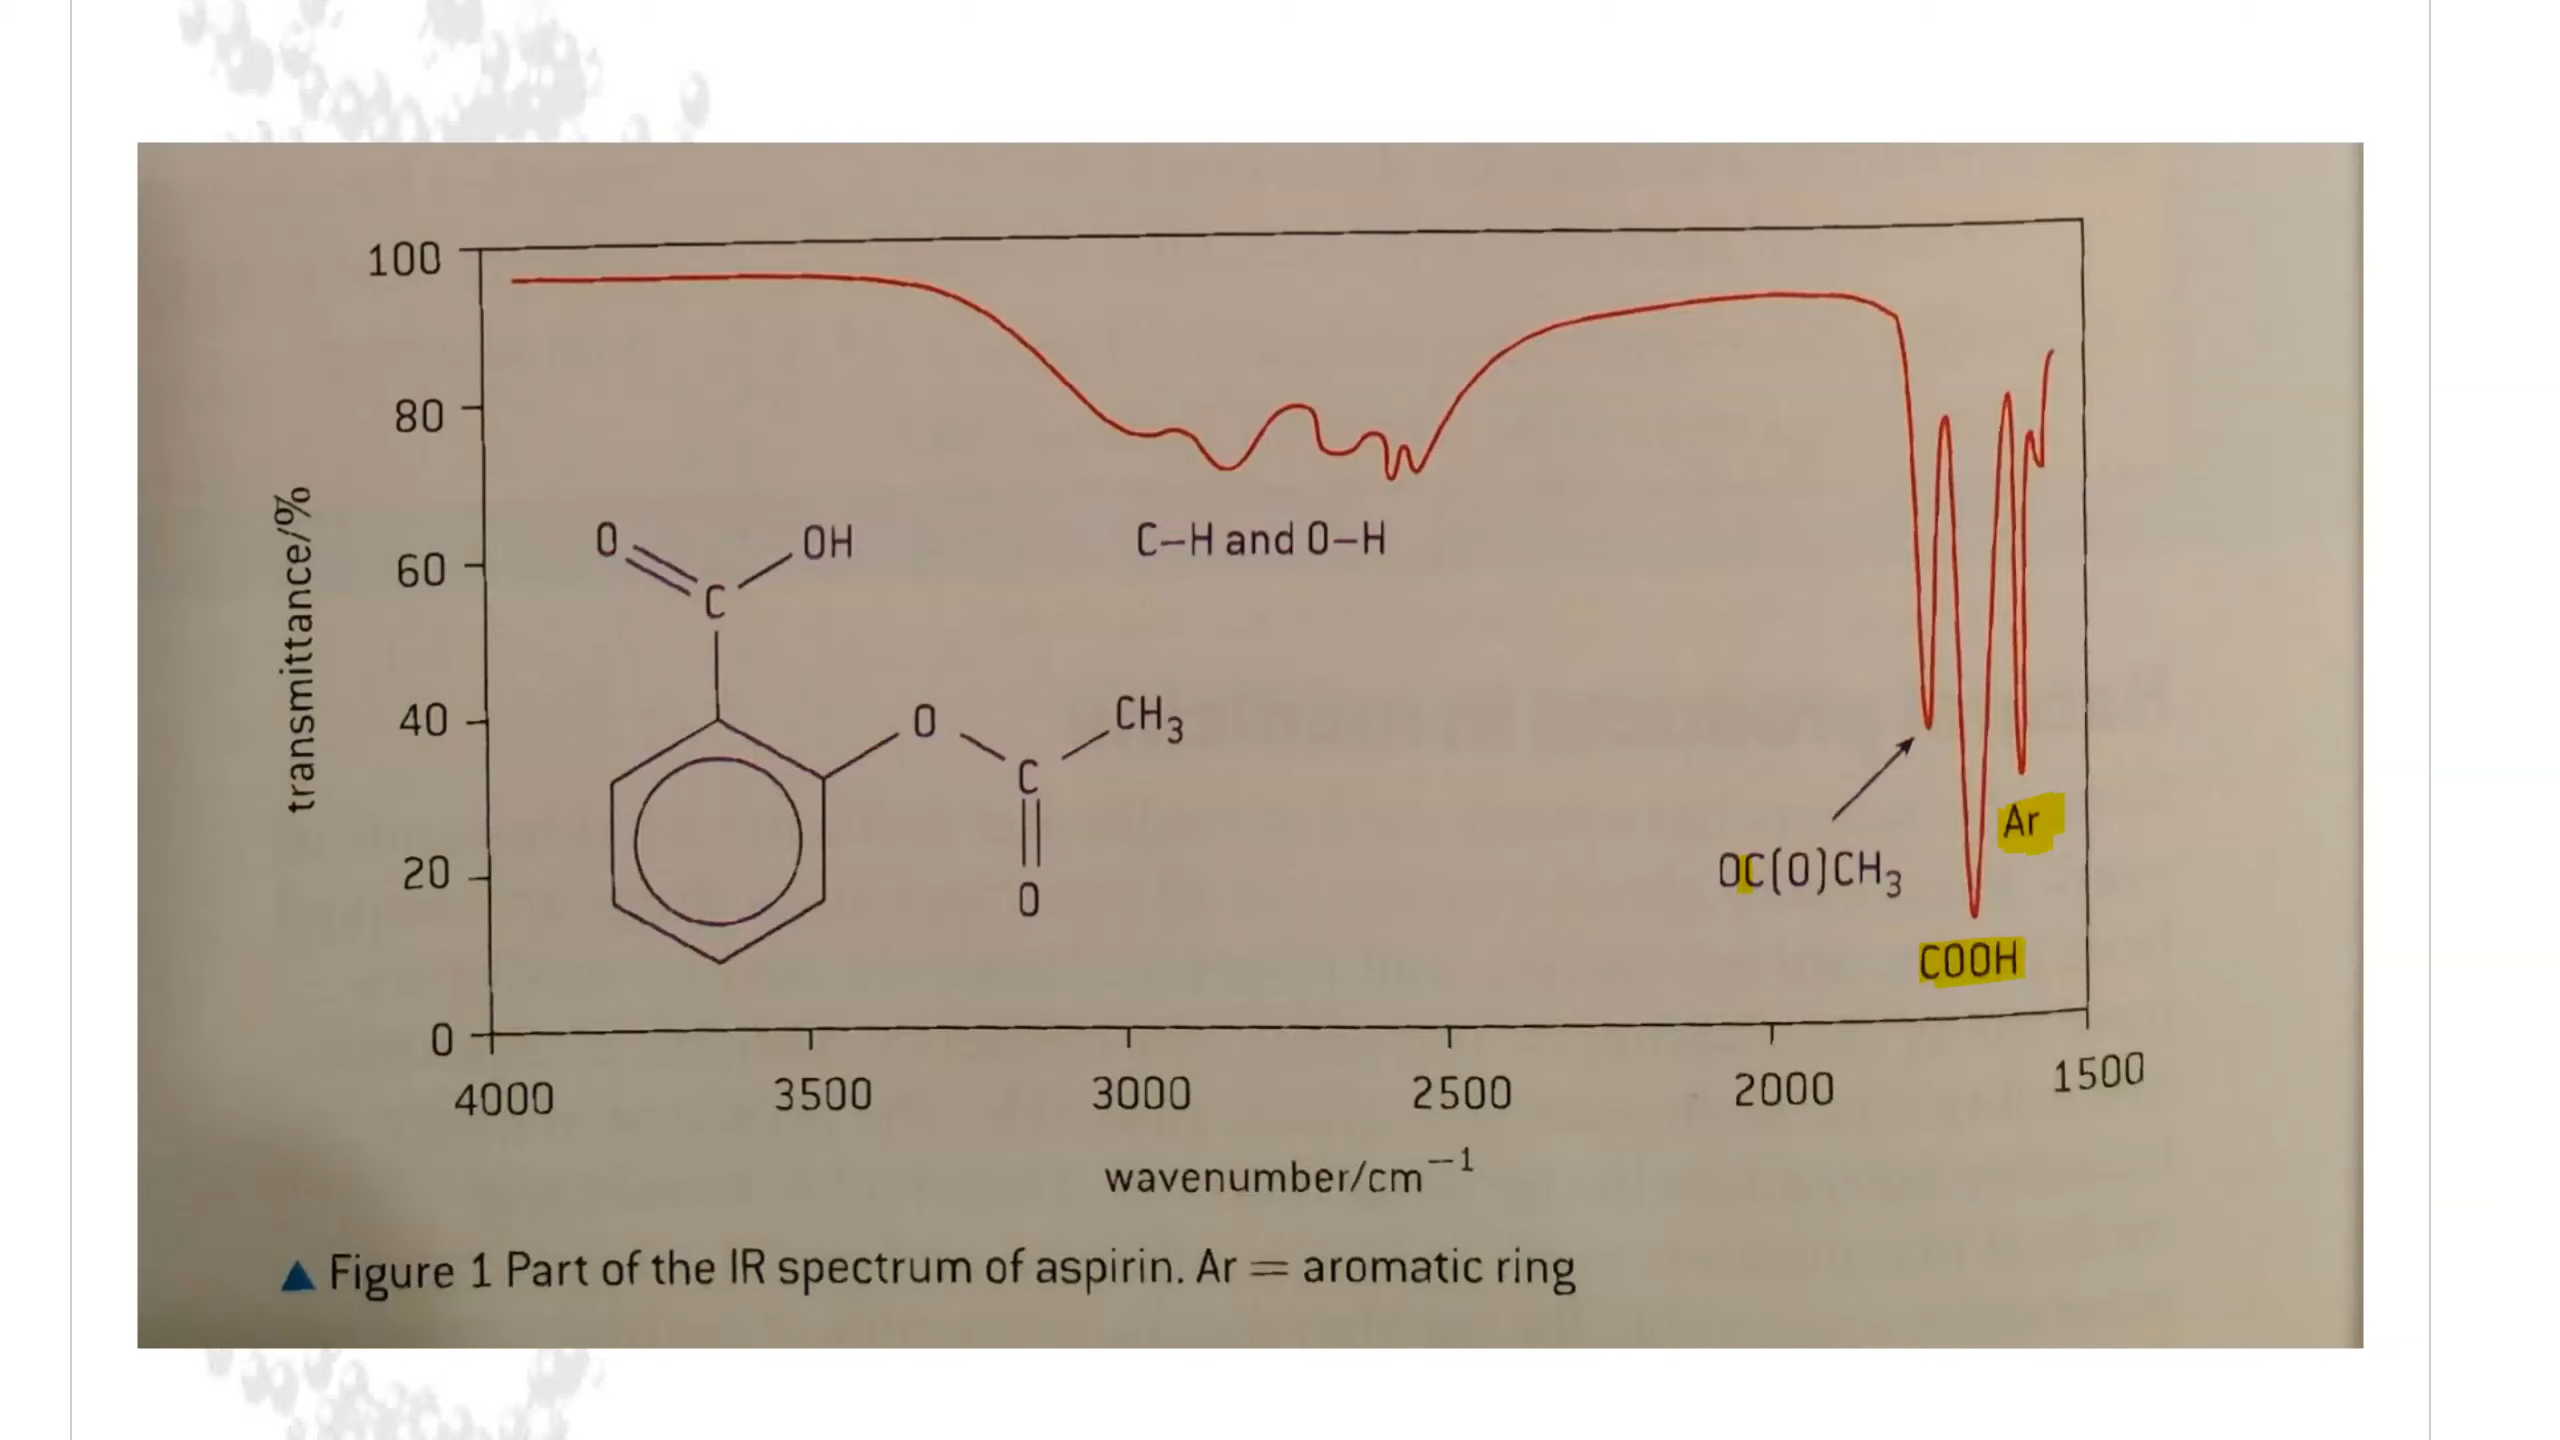 100
80
60
40
20
0
transmittance/%
O
OH
C
O
CH₃
C
O
C–H and O–H
OC(O)CH₃
Ar
COOH
4000 3500 3000 2500 2000 1500
wavenumber/cm⁻¹
▲ Figure 1 Part of the IR spectrum of aspirin. Ar = aromatic ring